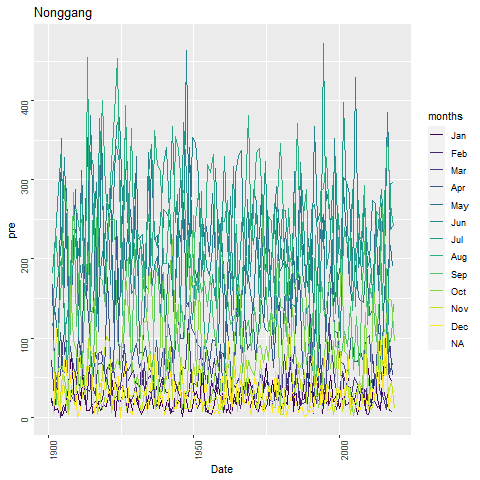 Nonggang
pre
400
300
200
100
0
1900
1950
2000
Date
months
Jan
Feb
Mar
Apr
May
Jun
Jul
Aug
Sep
Oct
Nov
Dec
NA